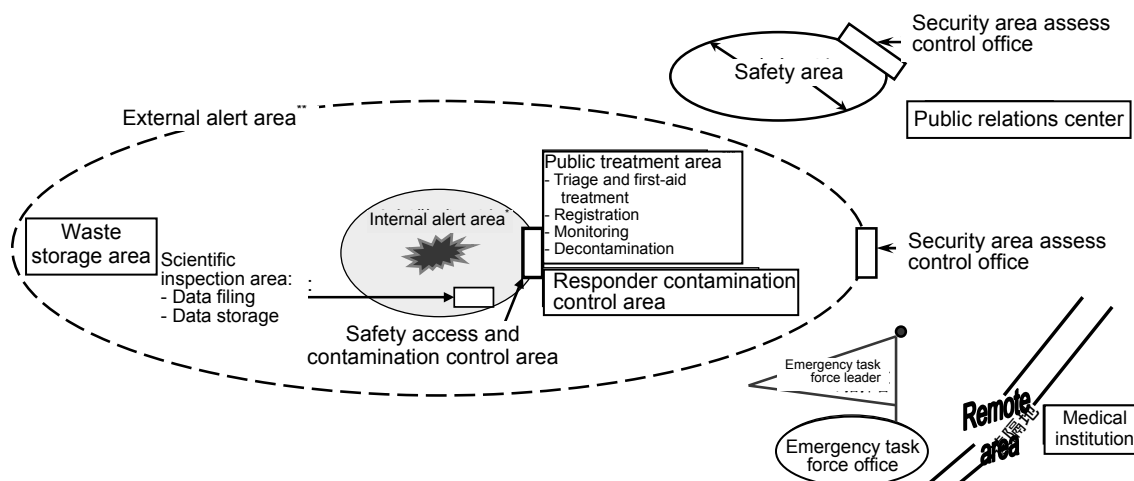 Security area assess
control office
Safety area
Public relations center
External alert area**
Public treatment area
- Triage and first-aid
treatment
- Registration
- Monitoring
- Decontamination
Internal alert area*
Waste
storage area
Scientific
inspection area:
- Data filing
- Data storage
:
Responder contamination
control area
Safety access and
contamination control area
Security area assess
control office
Emergency task
force leader
Emergency task
force office
Remote
area
隔地
Medical
institution